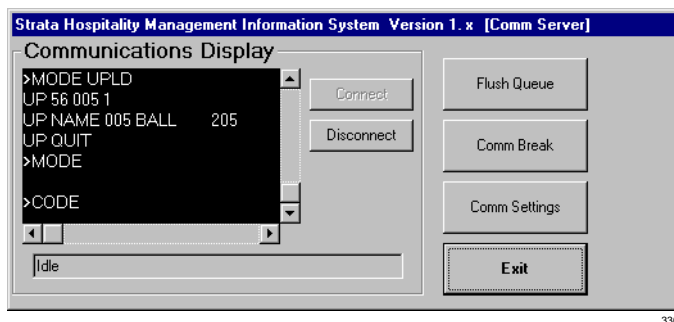 Strata Hospitality Management Information System Version 1. x [Comm Server]
Communications Display
>MODE UPLD
UP 56 005 1
UP NAME 005 BALL 205
UP QUIT
>MODE
>CODE
Connect
Disconnect
Idle
Flush Queue
Comm Break
Comm Settings
Exit